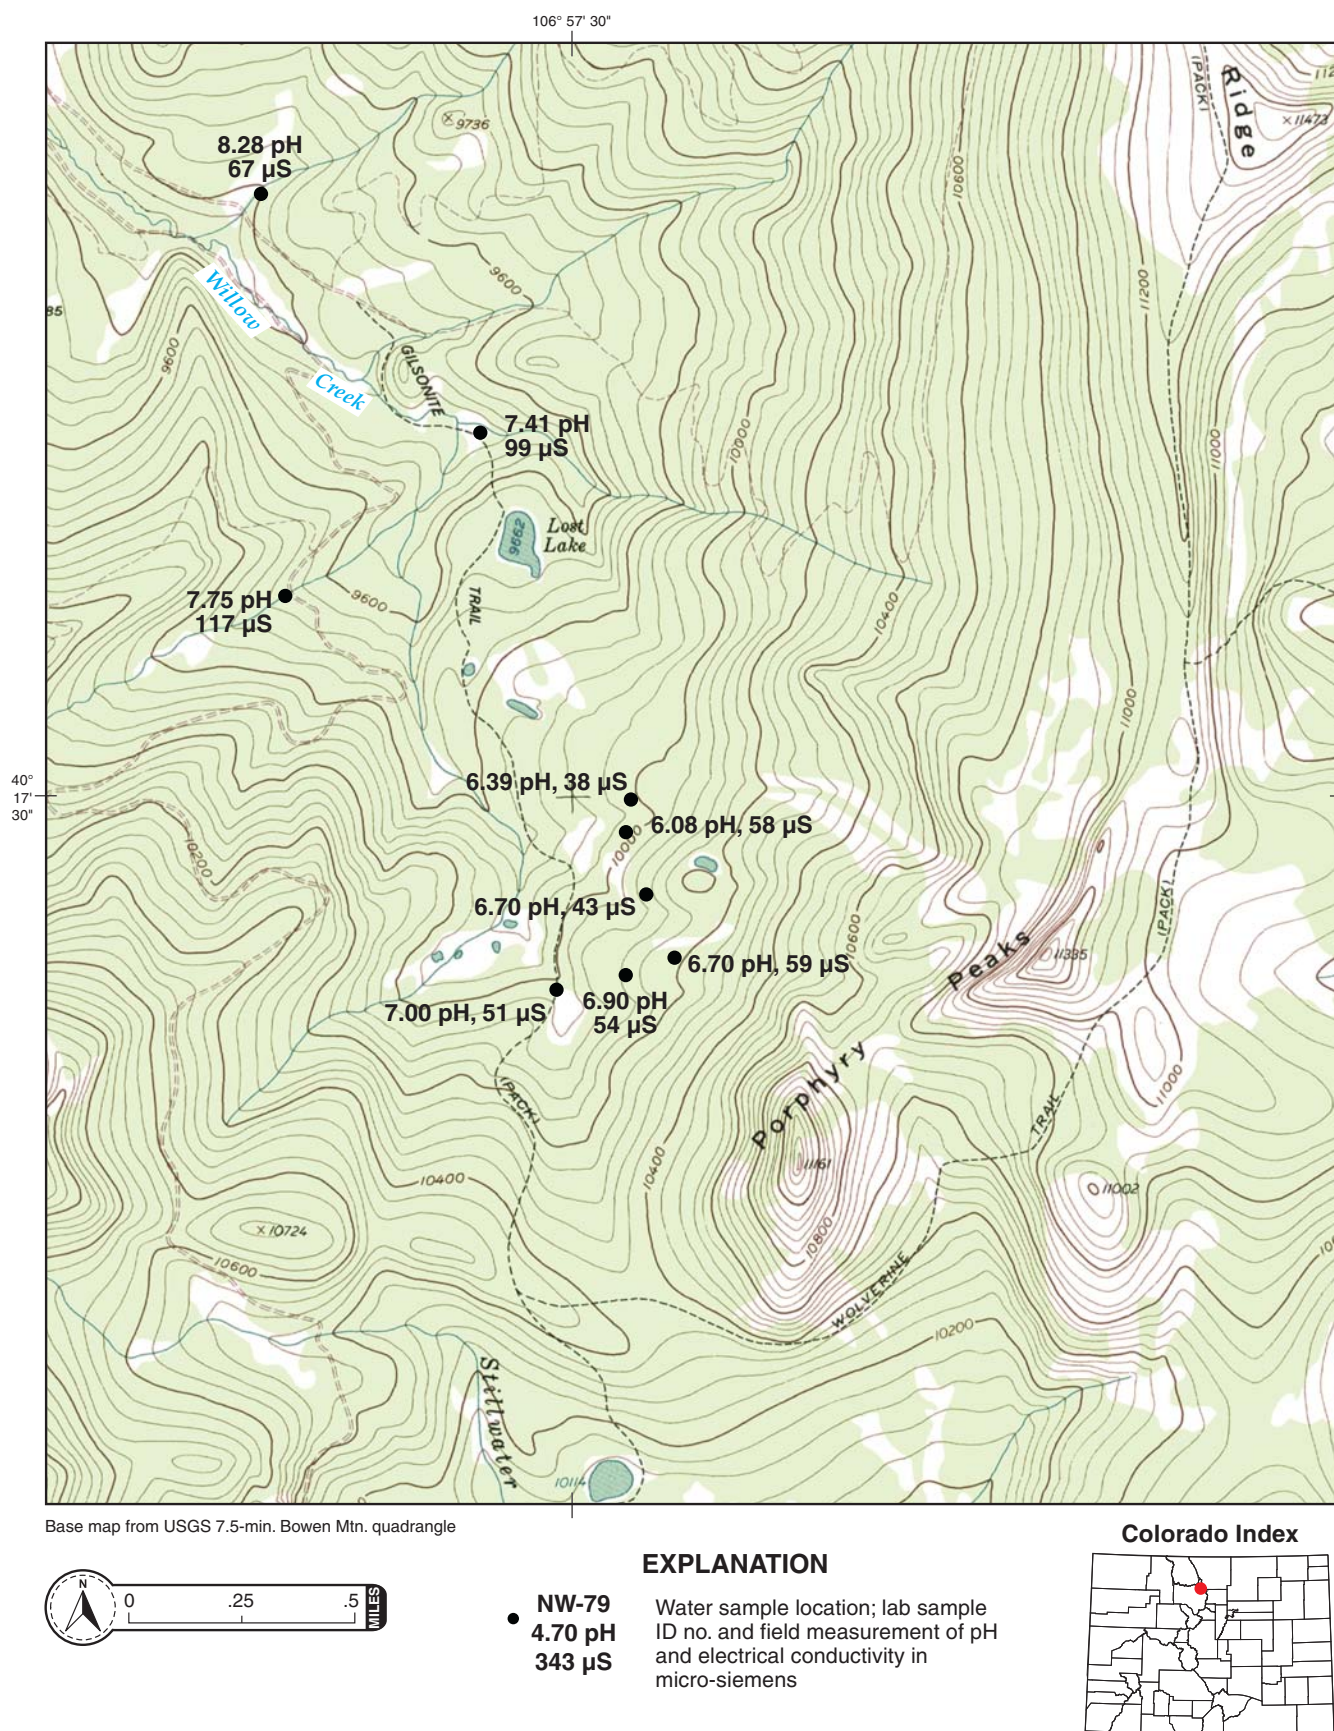 106° 57' 30"
(PACK)
Ridge
×11473
112
×9736
8.28 pH
67 µS
10600
9600
11200
Willow
Creek
85
9600
GILSONITE
7.41 pH
99 µS
10000
11000
9662
Lost
Lake
7.75 pH
117 µS
9600
TRAIL
10400
11000
40°
17'
30"
6.39 pH, 38 µS
6.08 pH, 58 µS
10000
10200
6.70 pH, 43 µS
(PACK)
10600
Peaks
11335
6.70 pH, 59 µS
6.90 pH
54 µS
7.00 pH, 51 µS
Porphyry
11000
(PACK)
TRAIL
10400
10400
11161
11002
×10724
10800
10600
WOLVERINE
10200
Stillwater
10114
Base map from USGS 7.5-min. Bowen Mtn. quadrangle
N
0
.25
.5
MILES
EXPLANATION
NW-79
4.70 pH
343 µS
Water sample location; lab sample
ID no. and field measurement of pH
and electrical conductivity in
micro-siemens
Colorado Index